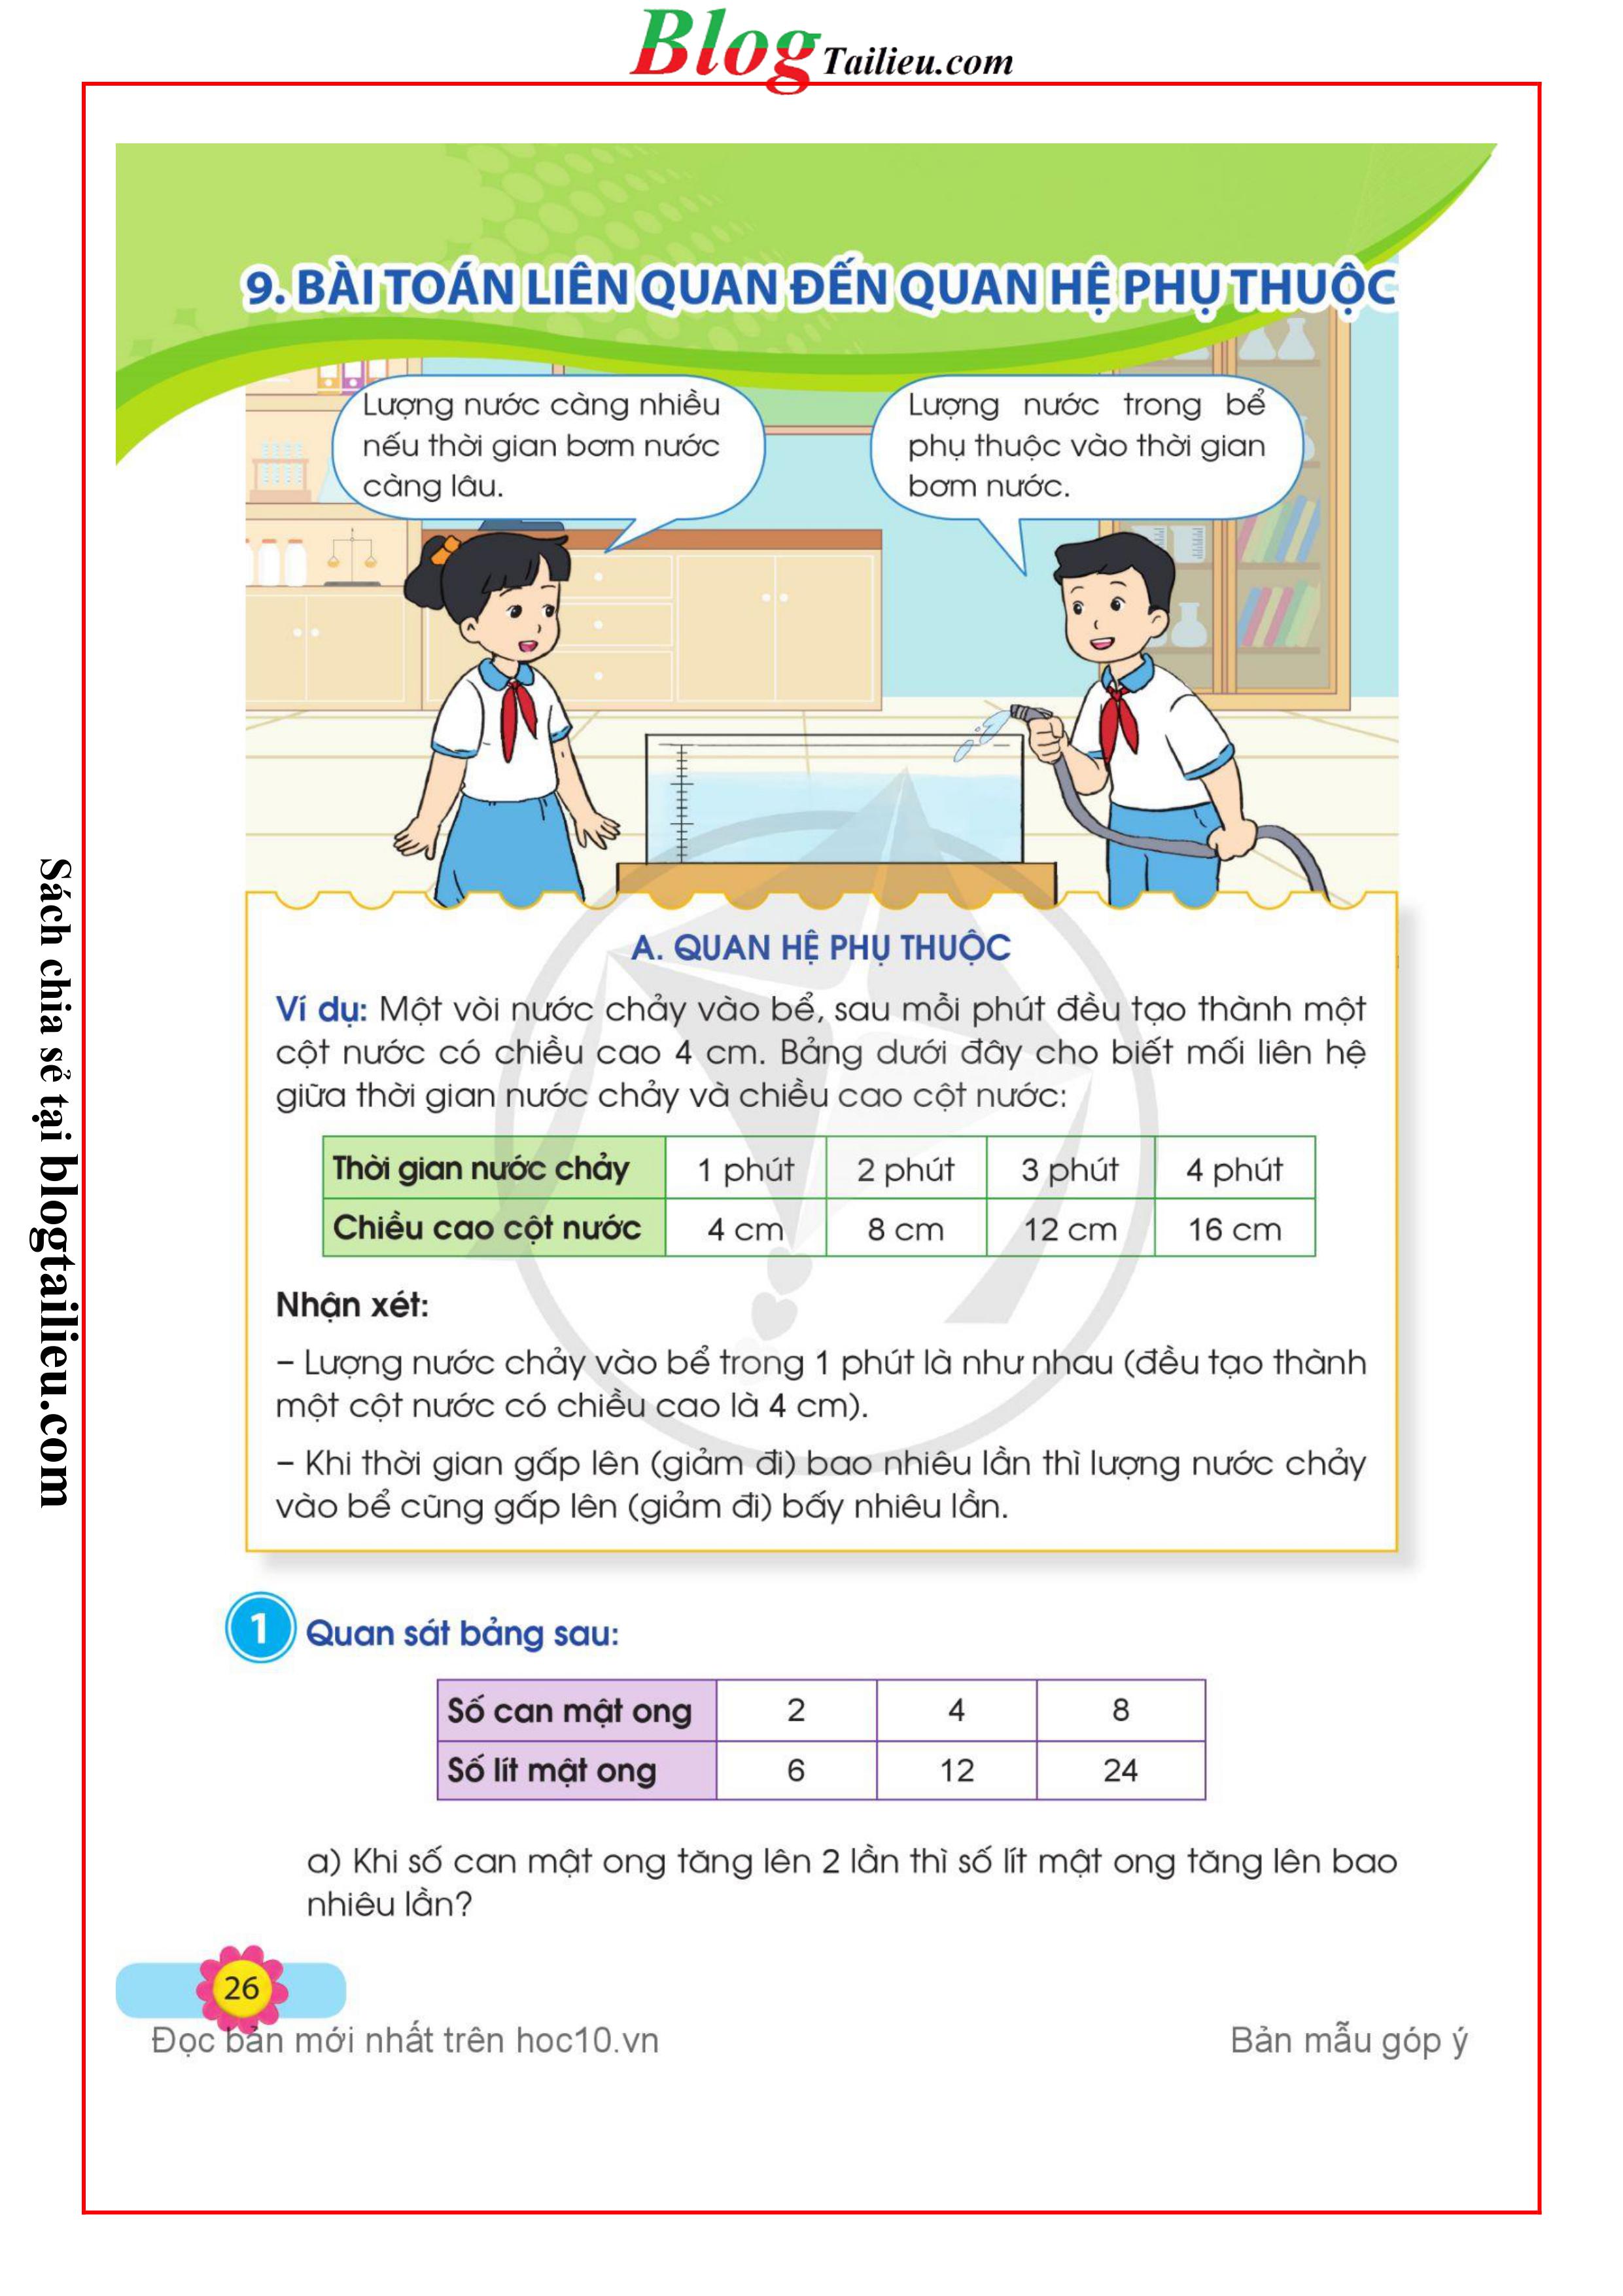 Blog Tailieu.com
9. BÀI TOÁN LIÊN QUAN ĐẾN QUAN HỆ PHỤ THUỘC
Lượng nước càng nhiều
nếu thời gian bơm nước
càng lâu.
Lượng nước trong bể
phụ thuộc vào thời gian
bơm nước.
A. QUAN HỆ PHỤ THUỘC
Ví dụ: Một vòi nước chảy vào bể, sau mỗi phút đều tạo thành một
cột nước có chiều cao 4 cm. Bảng dưới đây cho biết mối liên hệ
giữa thời gian nước chảy và chiều cao cột nước:
Thời gian nước chảy 1 phút 2 phút 3 phút 4 phút
Chiều cao cột nước 4 cm 8 cm 12 cm 16 cm
Nhận xét:
– Lượng nước chảy vào bể trong 1 phút là như nhau (đều tạo thành
một cột nước có chiều cao là 4 cm).
– Khi thời gian gấp lên (giảm đi) bao nhiêu lần thì lượng nước chảy
vào bể cũng gấp lên (giảm đi) bấy nhiêu lần.
1 Quan sát bảng sau:
Số can mật ong 2 4 8
Số lít mật ong 6 12 24
a) Khi số can mật ong tăng lên 2 lần thì số lít mật ong tăng lên bao
nhiêu lần?
26
Đọc bản mới nhất trên hoc10.vn Bản mẫu góp ý
Sách chia sẻ tại blogtailieu.com